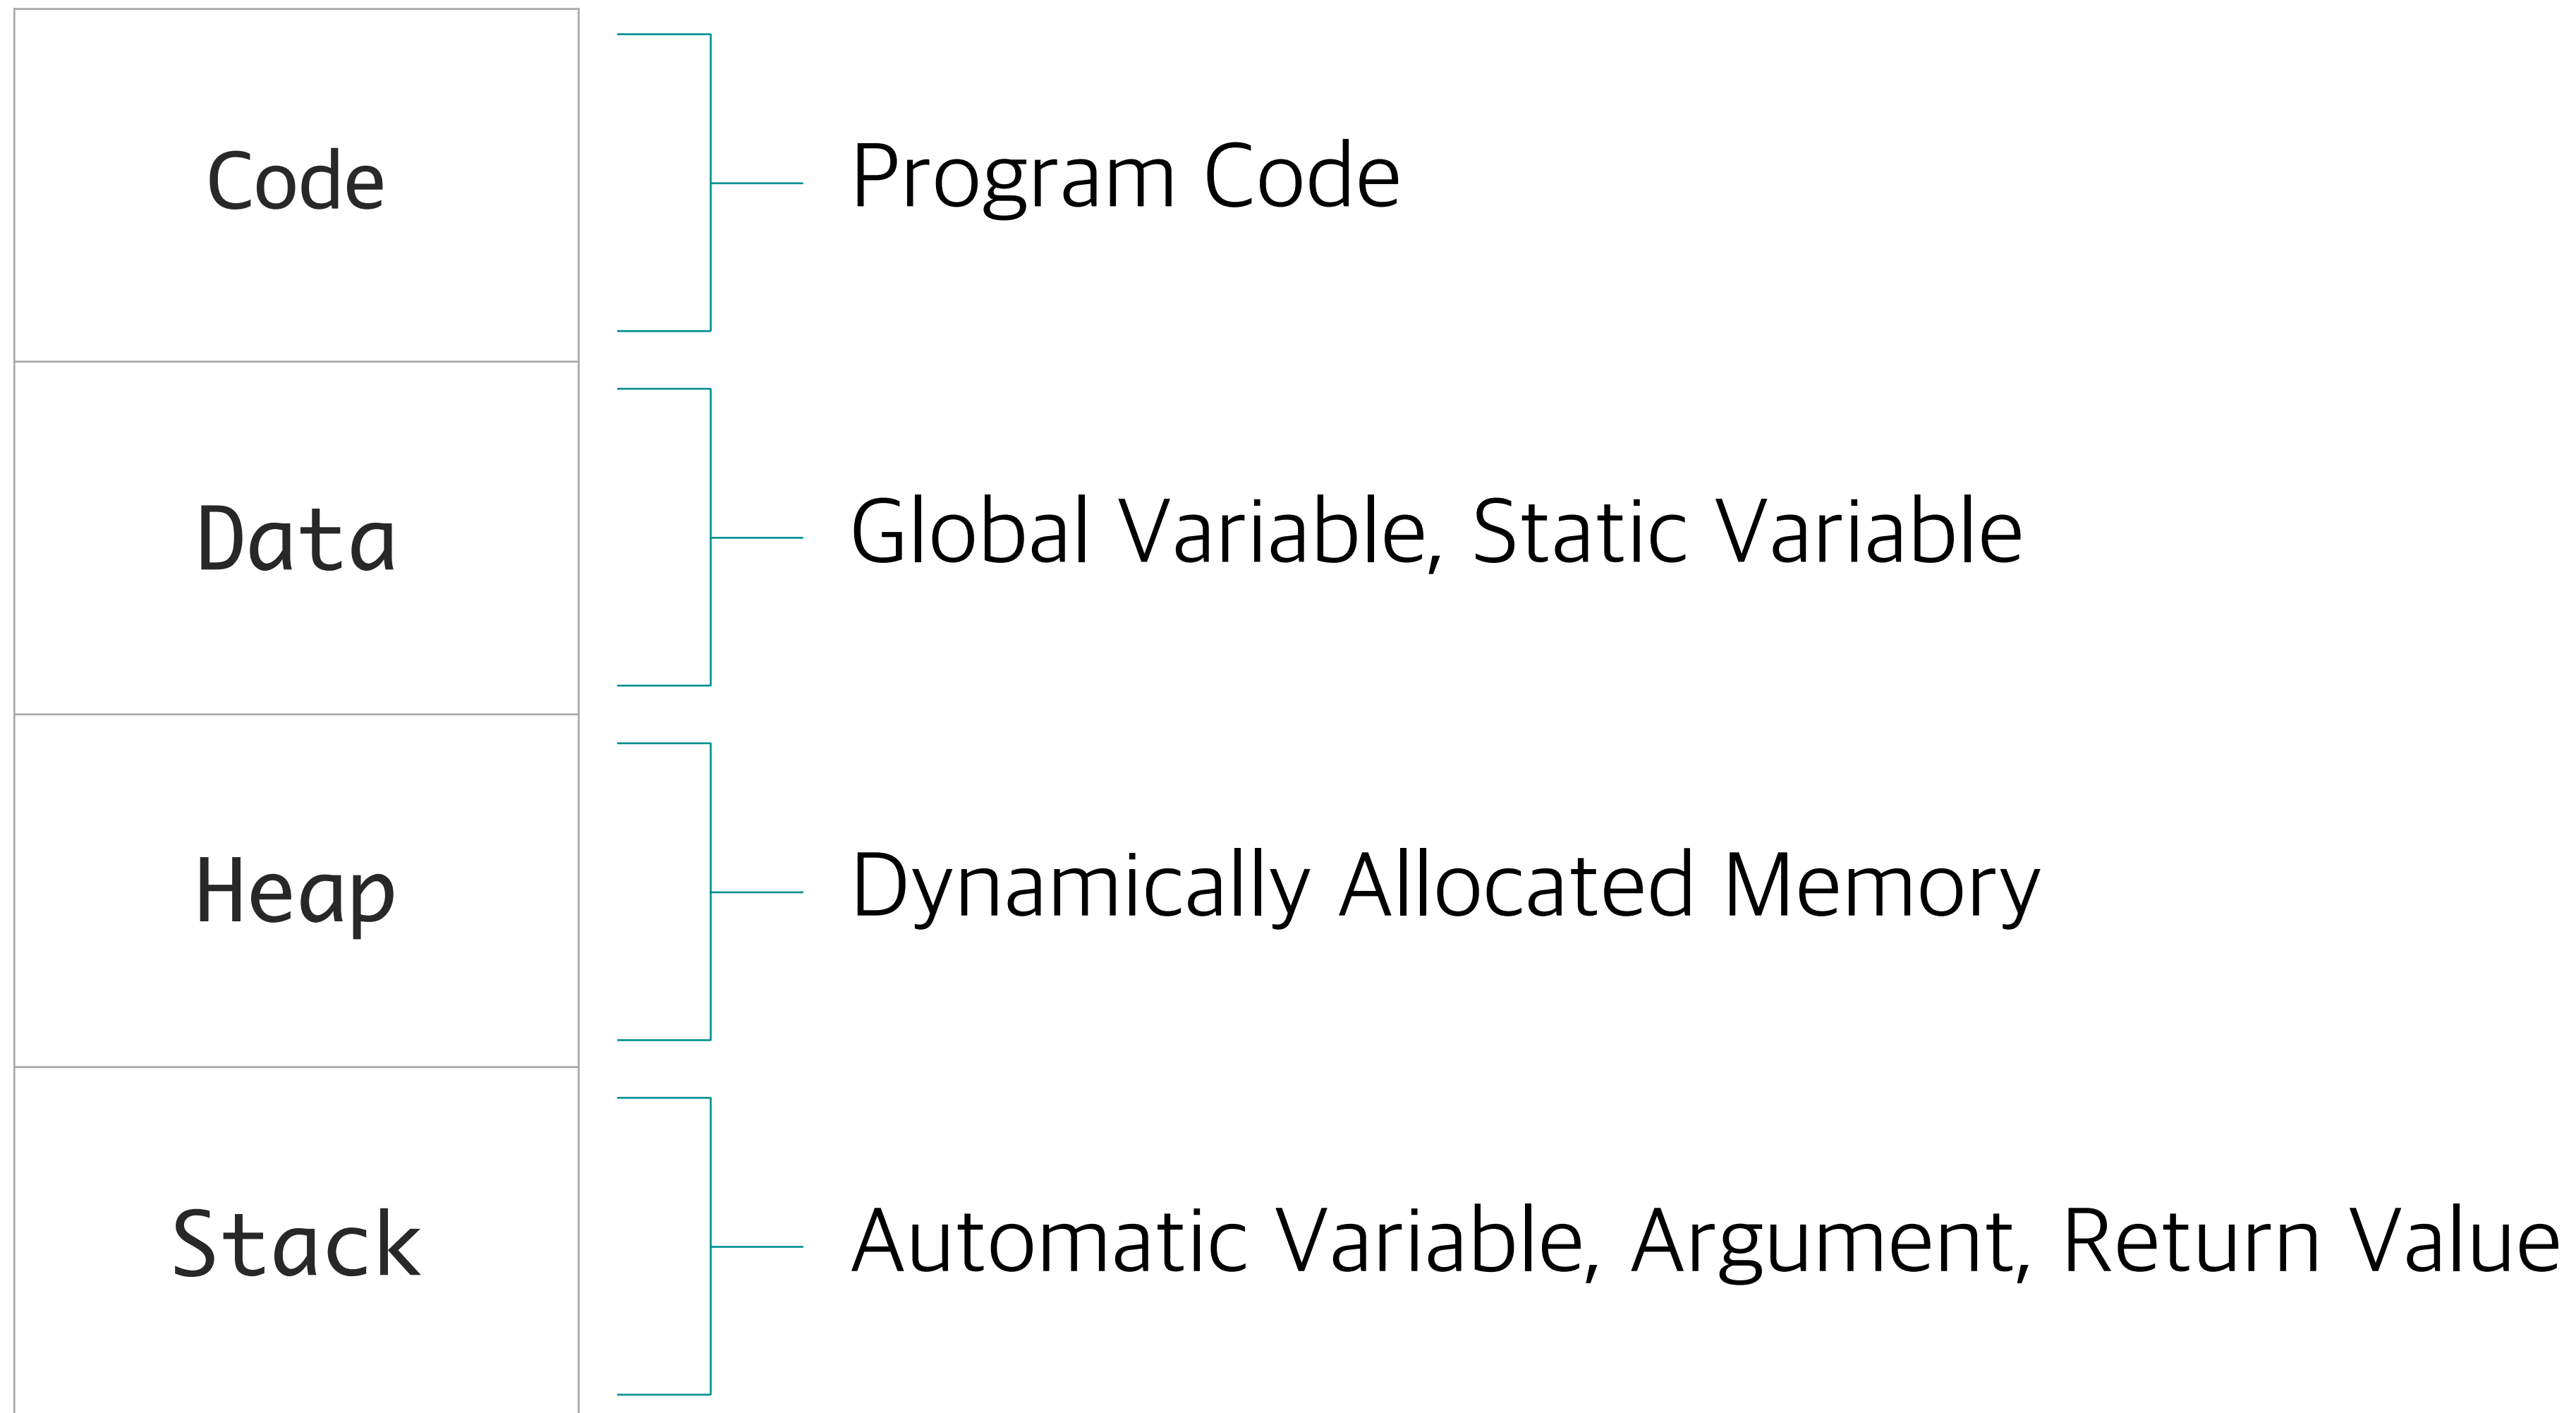 Code
Program Code
Data
Global Variable, Static Variable
Heap
Dynamically Allocated Memory
Stack
Automatic Variable, Argument, Return Value